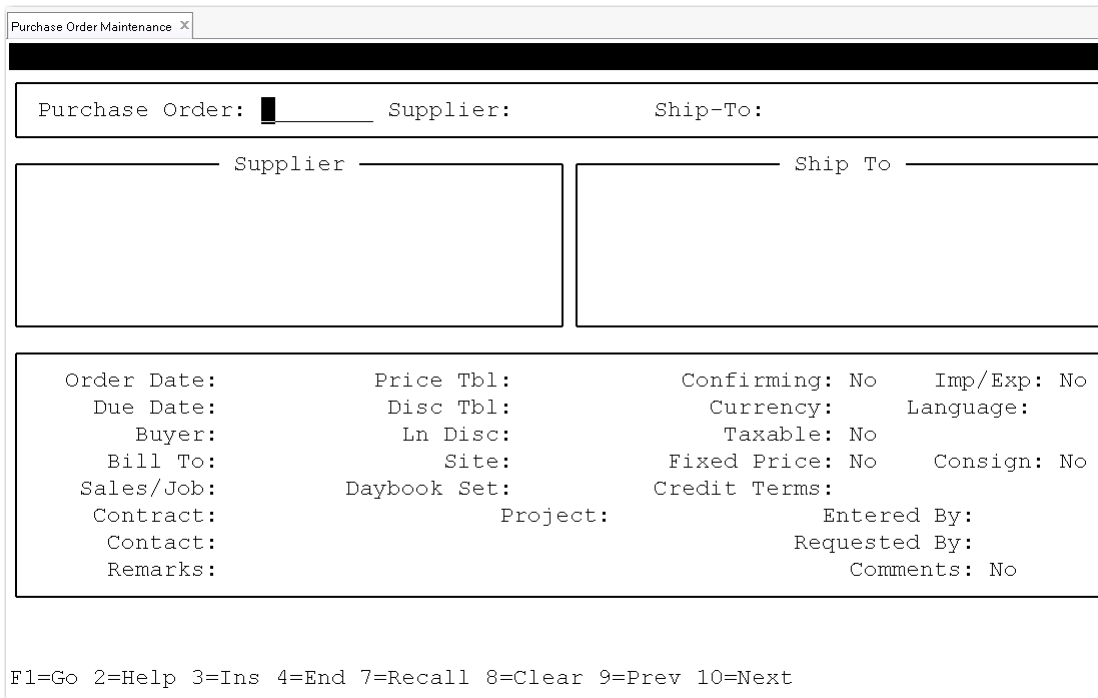 Purchase Order Maintenance X
Purchase Order: Supplier: Ship-To:
Supplier Ship To
Order Date: Price Tbl: Confirming: No Imp/Exp: No
Due Date: Disc Tbl: Currency: Language:
Buyer: Ln Disc: Taxable: No
Bill To: Site: Fixed Price: No Consign: No
Sales/Job: Daybook Set: Credit Terms:
Contract: Project: Entered By:
Contact: Requested By:
Remarks: Comments: No
F1=Go 2=Help 3=Ins 4=End 7=Recall 8=Clear 9=Prev 10=Next